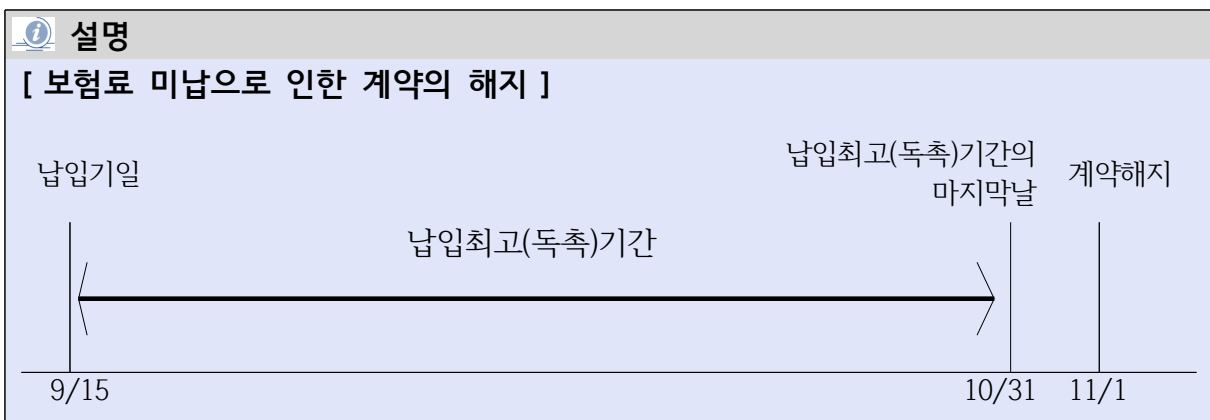 설명
[ 보험료 미납으로 인한 계약의 해지 ]
납입기일
납입최고(독촉)기간의
마지막날
계약해지
납입최고(독촉)기간
9/15
10/31
11/1